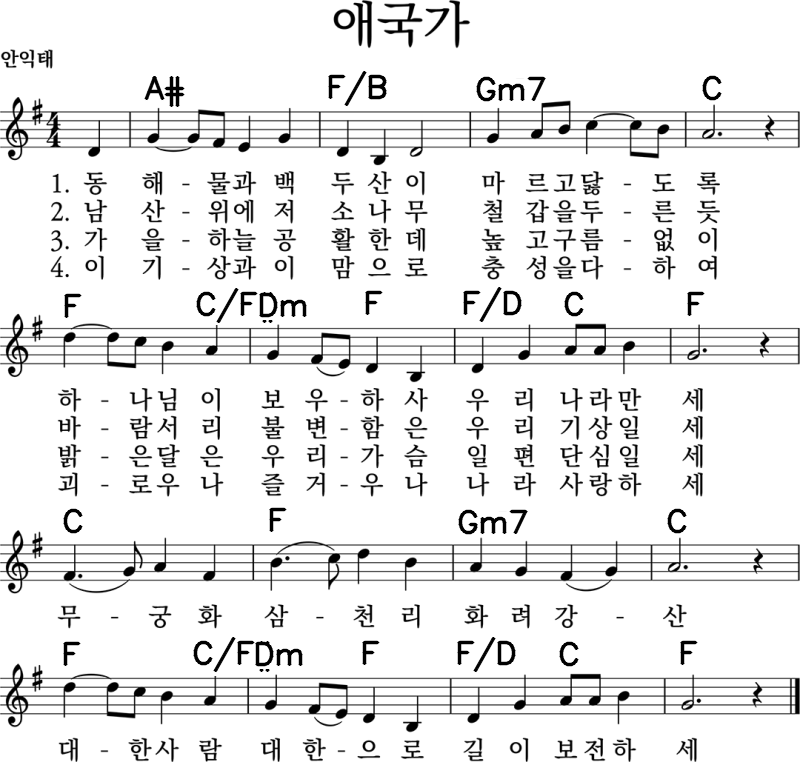 애국가
안익태
A# F/B Gm7 C
1. 동 해 - 물과 백 두 산 이 마 르고닳 - 도 록
2. 남 산 - 위에 저 소 나 무 철 갑을두 - 른 듯
3. 가 을 - 하늘 공 활 한 데 높 고구름 - 없 이
4. 이 기 - 상과 이 맘 으 로 충 성을다 - 하 여
F C/F Dm F F/D C F
하 - 나님 이 보 우 - 하 사 우 리 나라만 세
바 - 람서 리 불 변 - 함 은 우 리 기상일 세
밝 - 은달 은 우 리 - 가 슴 일 편 단심일 세
괴 - 로우 나 즐 거 - 우 나 나 라 사랑하 세
C F Gm7 C
무 - 궁 화 삼 - 천 리 화 려 강 - 산
F C/F Dm F F/D C F
대 - 한사 람 대 한 - 으 로 길 이 보전하 세